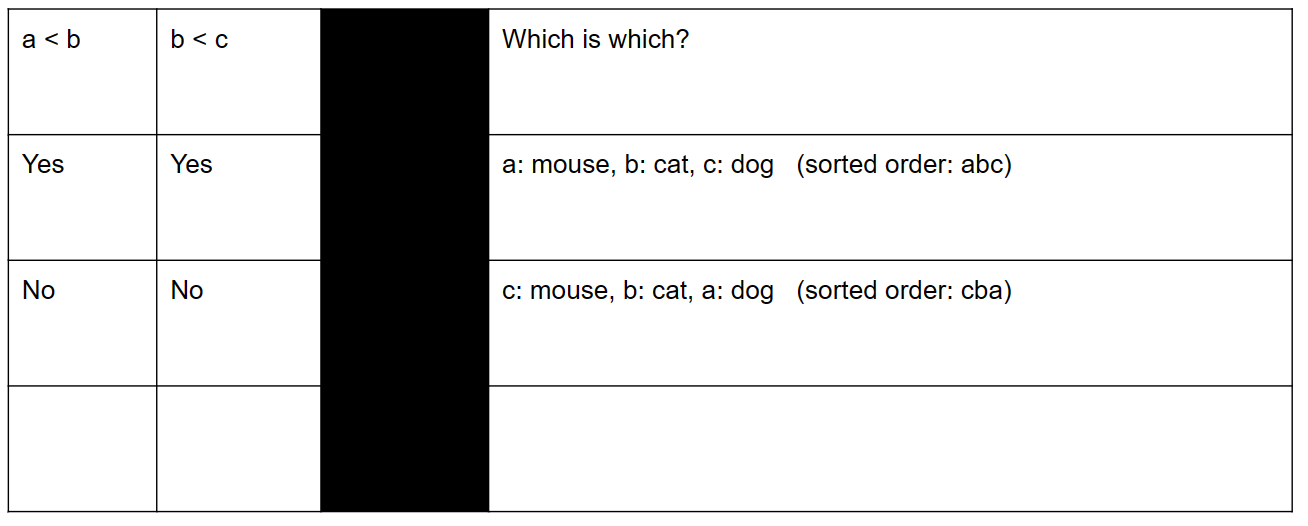 a < b b < c Which is which?
Yes Yes a: mouse, b: cat, c: dog (sorted order: abc)
No No c: mouse, b: cat, a: dog (sorted order: cba)